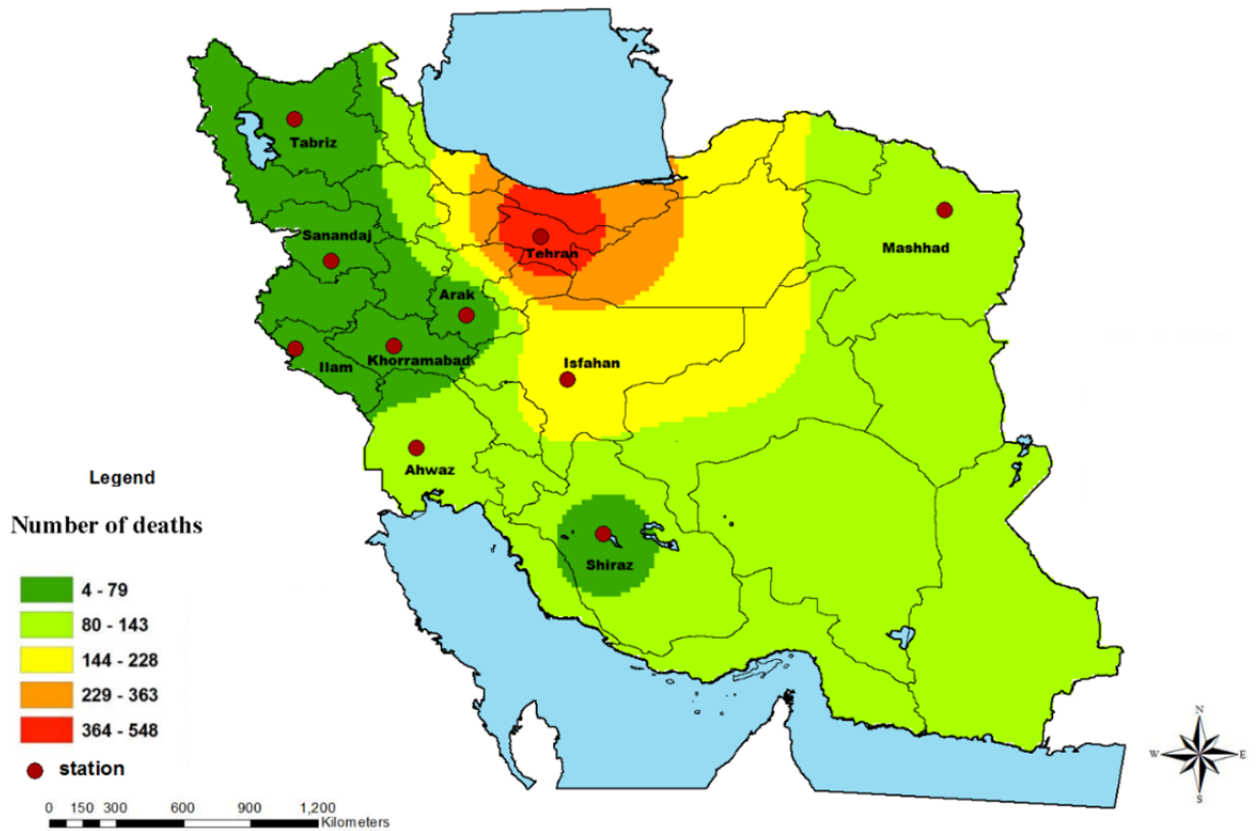 Tabriz
Sanandaj
Tehran
Mashhad
Arak
Ilam
Khorramabad
Isfahan
Ahwaz
Shiraz
Legend
Number of deaths
4 - 79
80 - 143
144 - 228
229 - 363
364 - 548
station
0 150 300 600 900 1,200
Kilometers
N
W
E
S